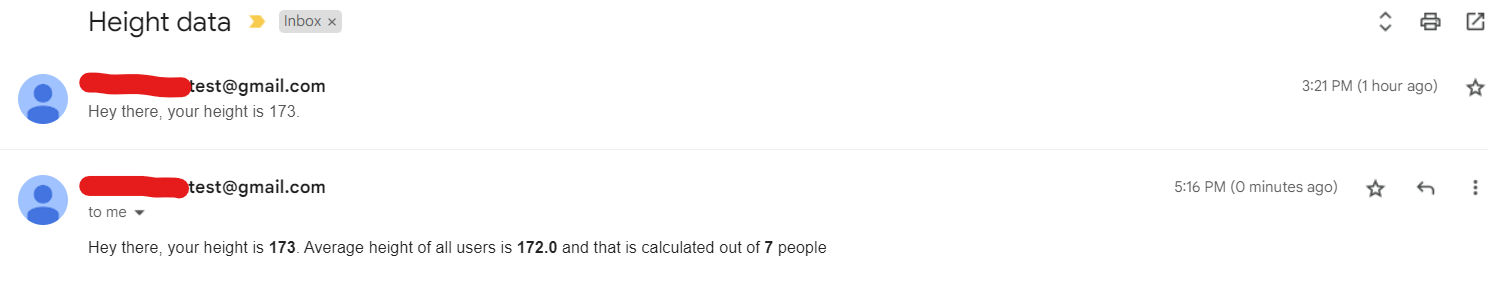 Height data Inbox ×
test@gmail.com 3:21 PM (1 hour ago)
Hey there, your height is 173.
test@gmail.com 5:16 PM (0 minutes ago)
to me
Hey there, your height is 173. Average height of all users is 172.0 and that is calculated out of 7 people